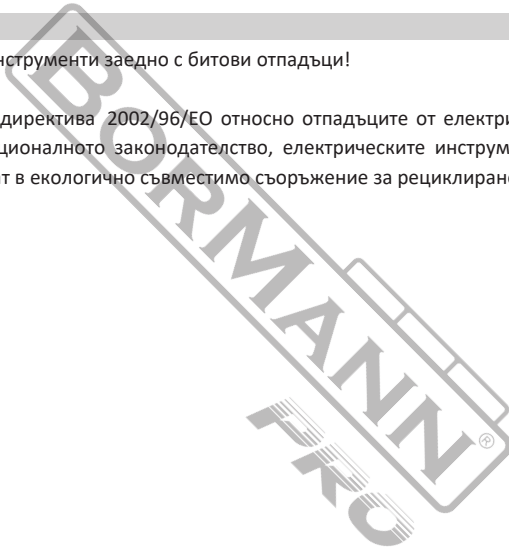 нструменти заедно с битови отпадъци!
директива 2002/96/ЕО относно отпадъците от електри
ционалното законодателство, електрическите инструм
т в екологично съвместимо съоръжение за рециклиране
BORMANN®
PRO